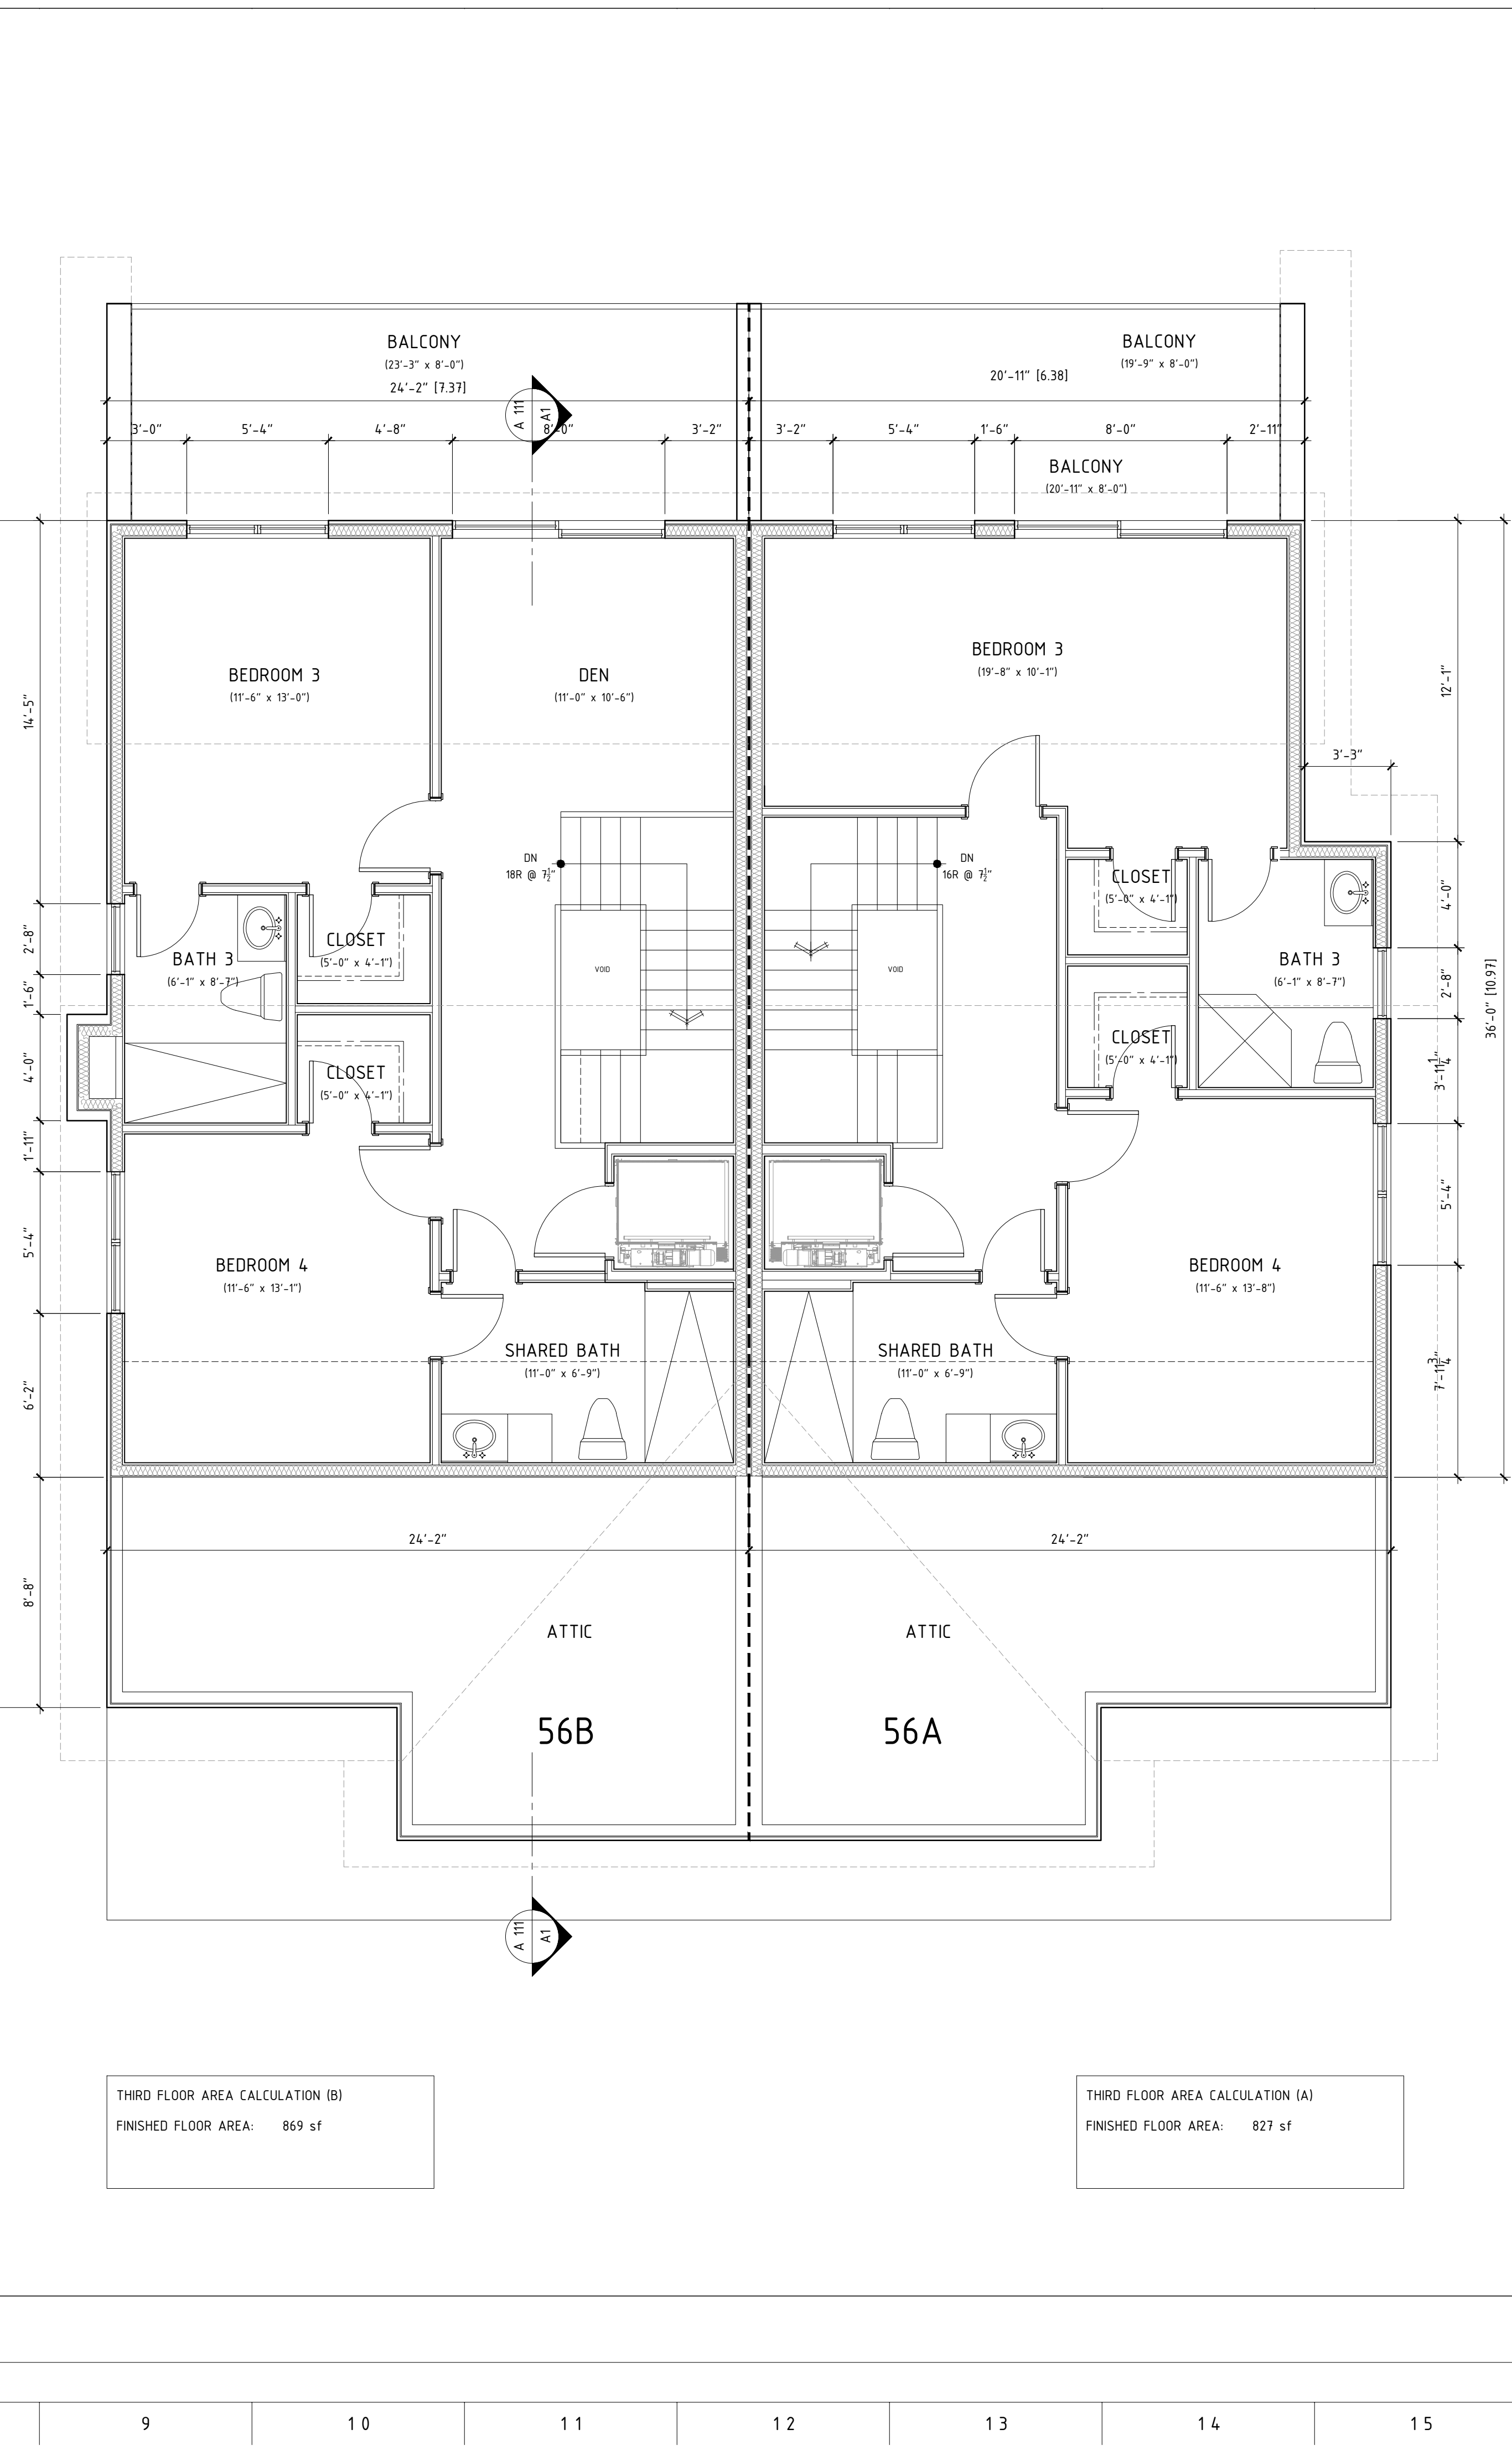 BALCONY
(23'-3" x 8'-0")
24'-2" [7.37]
BALCONY
(19'-9" x 8'-0")
20'-11" [6.38]
A 111
A1
3'-0"
5'-4"
4'-8"
8'-0"
3'-2"
3'-2"
5'-4"
1'-6"
8'-0"
2'-11"
BALCONY
(20'-11" x 8'-0")
BEDROOM 3
(11'-6" x 13'-0")
DEN
(11'-0" x 10'-6")
BEDROOM 3
(19'-8" x 10'-1")
14'-5"
12'-1"
3'-3"
DN
18R @ 7½"
DN
16R @ 7½"
CLOSET
(5'-0" x 4'-1")
4'-0"
2'-8"
CLOSET
(5'-0" x 4'-1")
BATH 3
(6'-1" x 8'-7")
VOID
VOID
BATH 3
(6'-1" x 8'-7")
1'-6"
2'-8"
36'-0" [10.97]
4'-0"
CLOSET
(5'-0" x 4'-1")
CLOSET
(5'-0" x 4'-1")
3'-11¼"
1'-11"
5'-4"
5'-4"
BEDROOM 4
(11'-6" x 13'-1")
BEDROOM 4
(11'-6" x 13'-8")
SHARED BATH
(11'-0" x 6'-9")
SHARED BATH
(11'-0" x 6'-9")
6'-2"
7'-11¾"
24'-2"
24'-2"
8'-8"
ATTIC
ATTIC
56B
56A
A 111
A1
THIRD FLOOR AREA CALCULATION (B)
FINISHED FLOOR AREA: 869 sf
THIRD FLOOR AREA CALCULATION (A)
FINISHED FLOOR AREA: 827 sf
9
10
11
12
13
14
15